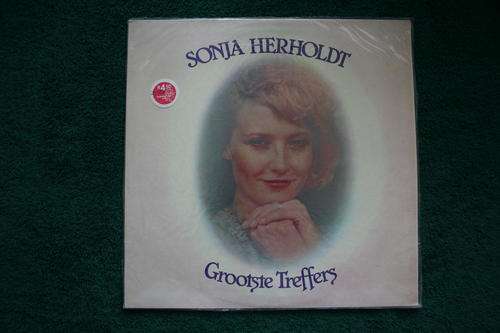 SONJA HERHOLDT
Grootste Treffers